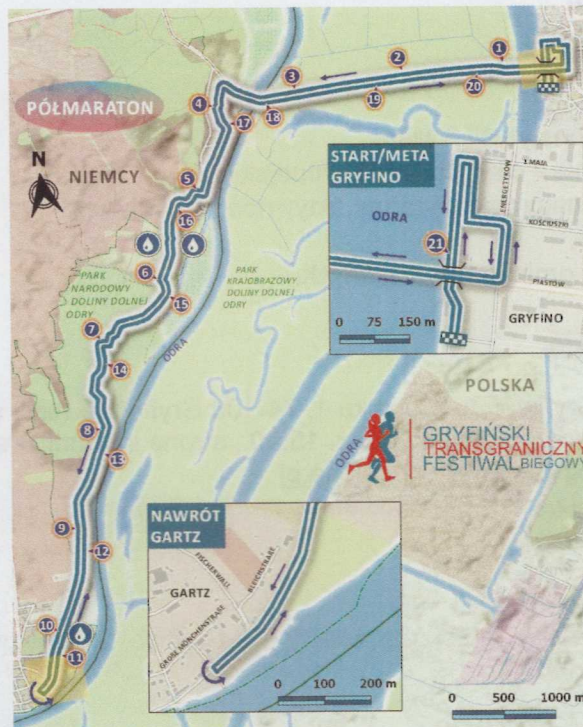 1
2
3
4
20
19
18
17
PÓŁMARATON
N
NIEMCY
5
16
6
15
PARK
NARODOWY
DOLINY DOLNEJ
ODRY
PARK
KRAJOBRAZOWY
DOLINY DOLNEJ
ODRY
7
14
ODRA
8
13
9
12
10
11
START/META
GRYFINO
ODRA
1 MAJA
ENERGETYKÓW
KOŚCIUSZKI
21
PIASTÓW
0 75 150 m
GRYFINO
POLSKA
ODRA
GRYFIŃSKI
TRANSGRANICZNY
FESTIWAL BIEGOWY
NAWRÓT
GARTZ
FISCHERWALL
BLEICHSTRAßE
GARTZ
GROßE MÖNCHENSTRAßE
0 100 200 m
0 500 1000 m